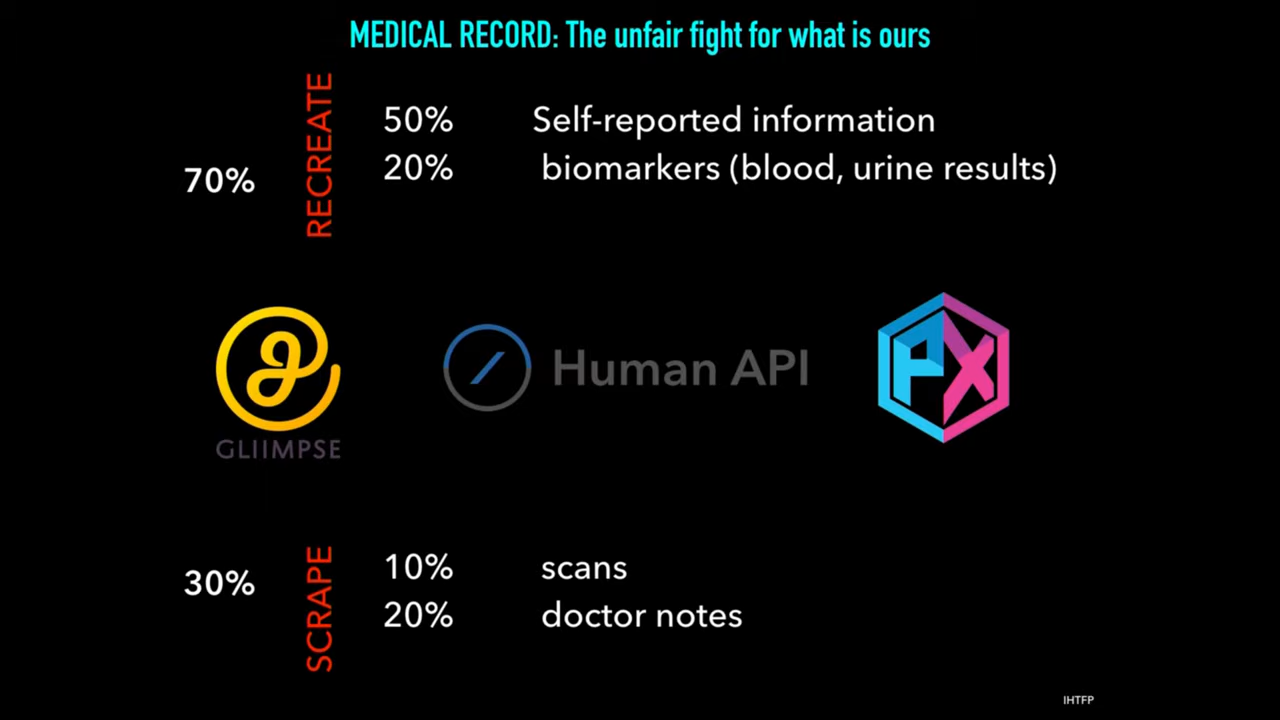 MEDICAL RECORD: The unfair fight for what is ours
RECREATE
70%
50% Self-reported information
20% biomarkers (blood, urine results)
GLIIMPSE
Human API
PX
SCRAPE
30%
10% scans
20% doctor notes
IHTFP